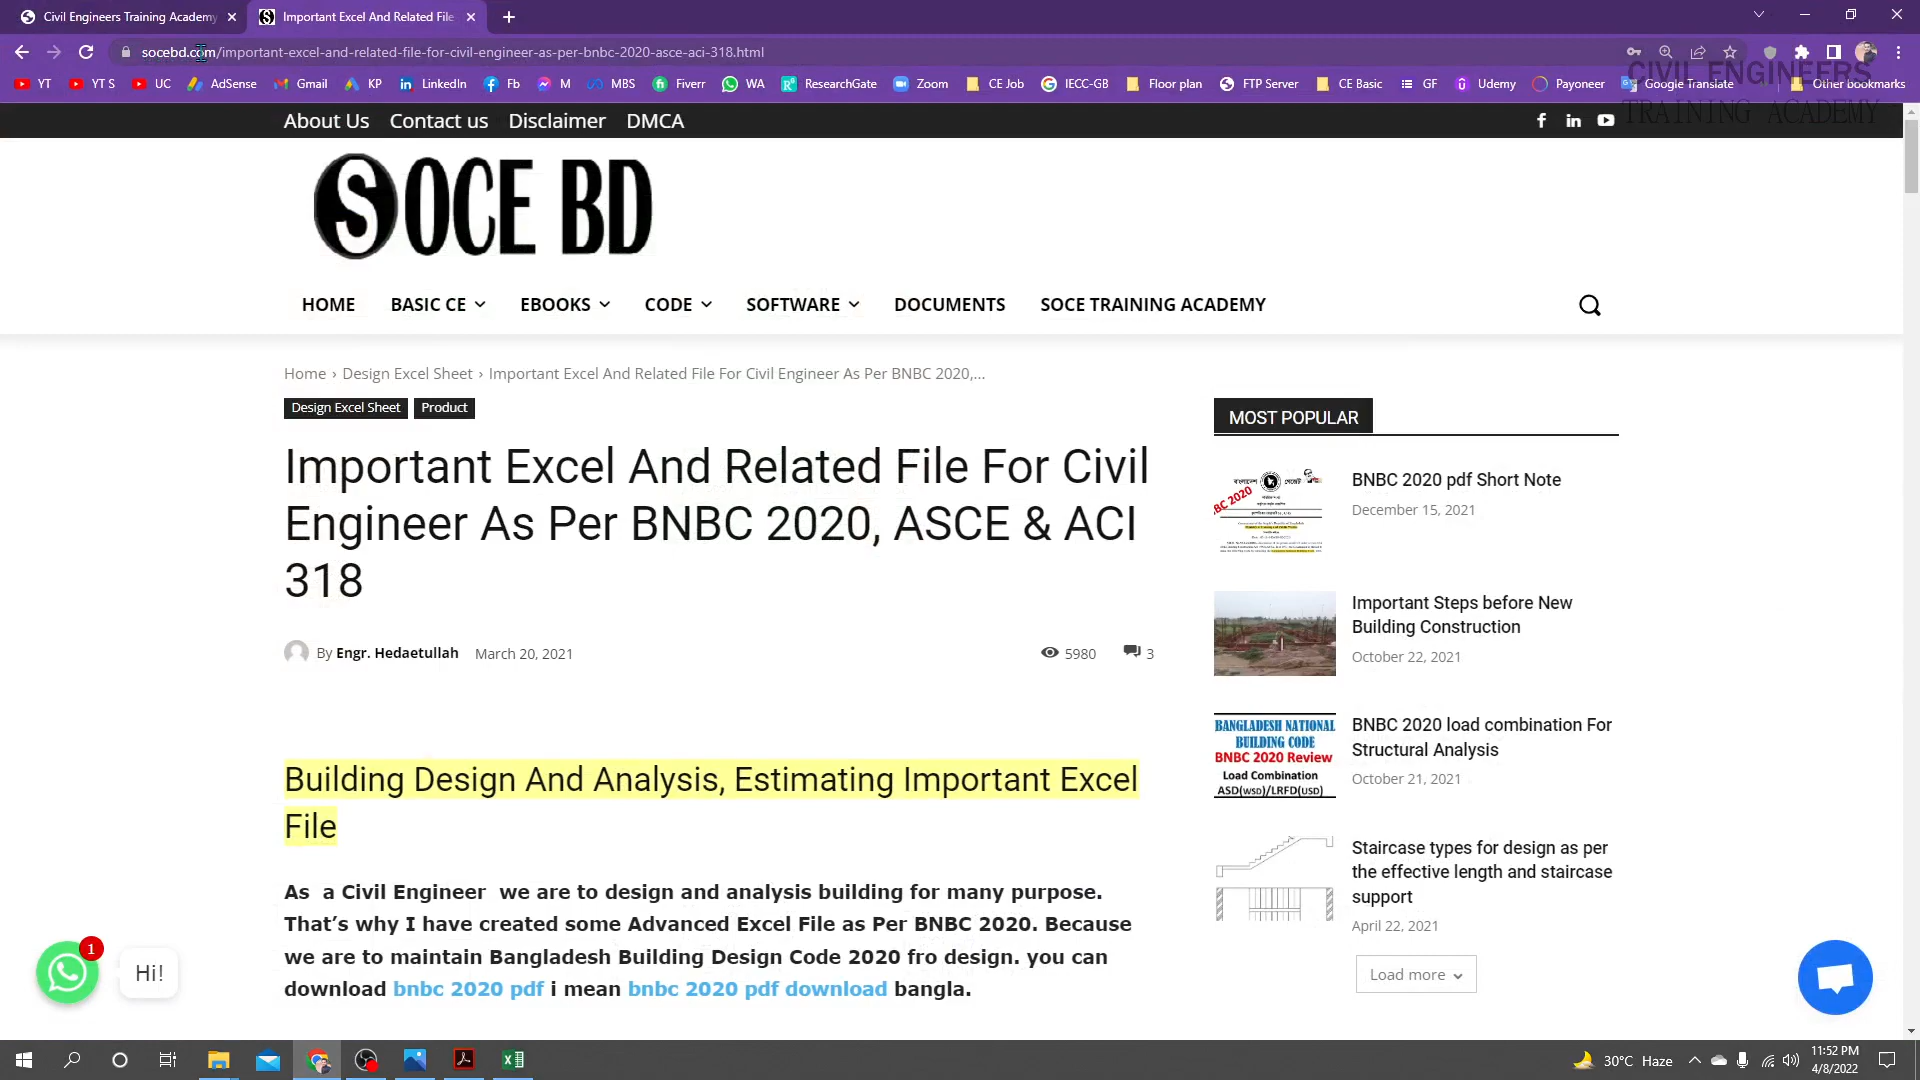 Civil Engineers Training Academy
Important Excel And Related File
socebd.com/important-excel-and-related-file-for-civil-engineer-as-per-bnbc-2020-asce-aci-318.html
YT YT S UC AdSense Gmail KP LinkedIn Fb M MBS Fiverr WA ResearchGate Zoom CE Job IECC-GB Floor plan FTP Server CE Basic GF Udemy Payoneer Google Translate Other bookmarks
CIVIL ENGINEERS
TRAINING ACADEMY
About Us Contact us Disclaimer DMCA
SOCE BD
HOME BASIC CE EBOOKS CODE SOFTWARE DOCUMENTS SOCE TRAINING ACADEMY
Home › Design Excel Sheet › Important Excel And Related File For Civil Engineer As Per BNBC 2020,...
Design Excel Sheet Product
Important Excel And Related File For Civil
Engineer As Per BNBC 2020, ASCE & ACI
318
By Engr. Hedaetullah March 20, 2021 5980 3
Building Design And Analysis, Estimating Important Excel
File
As a Civil Engineer we are to design and analysis building for many purpose.
That’s why I have created some Advanced Excel File as Per BNBC 2020. Because
we are to maintain Bangladesh Building Design Code 2020 fro design. you can
download bnbc 2020 pdf i mean bnbc 2020 pdf download bangla.
MOST POPULAR
BNBC 2020 pdf Short Note
December 15, 2021
Important Steps before New
Building Construction
October 22, 2021
BANGLADESH NATIONAL
BUILDING CODE
BNBC 2020 Review
Load Combination
ASD(WSD)/LRFD(USD)
BNBC 2020 load combination For
Structural Analysis
October 21, 2021
Staircase types for design as per
the effective length and staircase
support
April 22, 2021
Load more
1
Hi!
30°C Haze
11:52 PM
4/8/2022